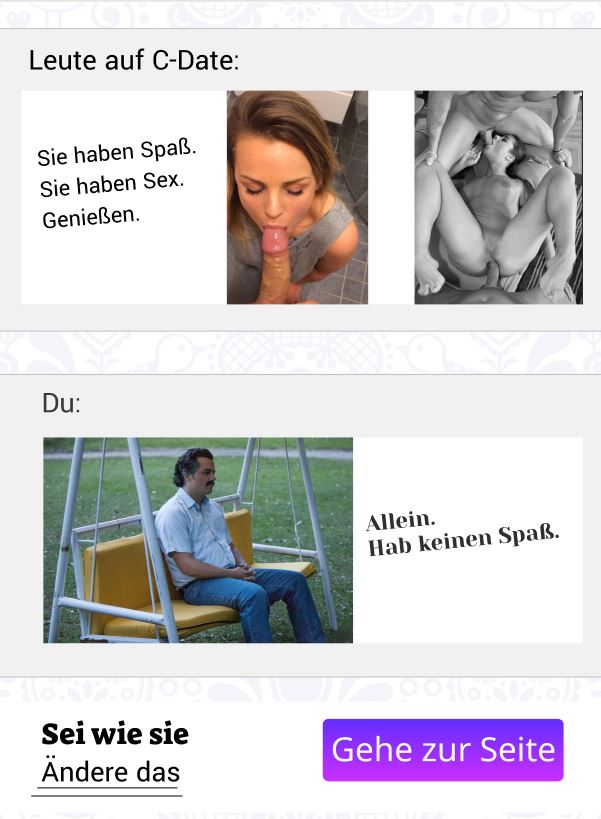 Leute auf C-Date:
Sie haben Spaß.
Sie haben Sex.
Genießen.
Du:
Allein.
Hab keinen Spaß.
Sei wie sie
Ändere das
Gehe zur Seite